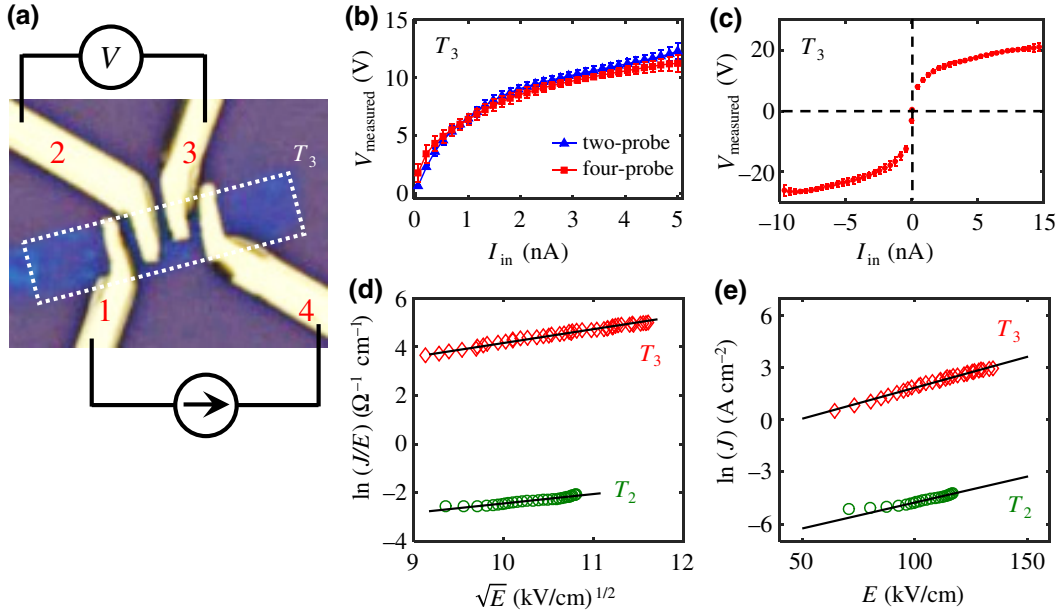 (a)
V
2
3
T3
1
4
(b)
T3
Vmeasured (V)
15
10
5
0
two-probe
four-probe
0
1
2
3
4
5
Iin (nA)
(c)
T3
Vmeasured (V)
20
0
−20
−10
−5
0
5
10
15
Iin (nA)
(d)
ln (J/E) (Ω−1 cm−1)
6
4
2
0
−2
−4
T3
T2
9
10
11
12
√E (kV/cm)1/2
(e)
ln (J) (A cm−2)
6
3
0
−3
−6
T3
T2
50
100
150
E (kV/cm)